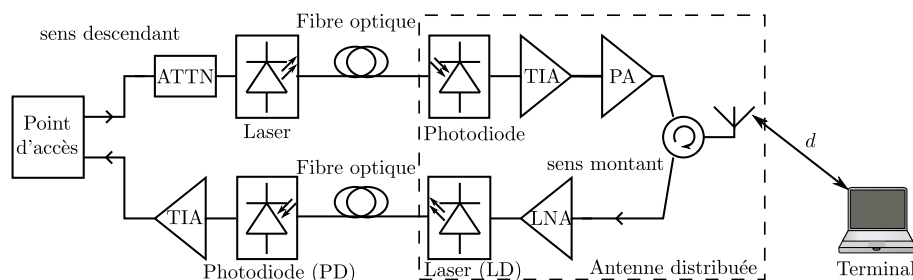 sens descendant
Fibre optique
ATTN
TIA
PA
Point
d'accès
Laser
Photodiode
d
Fibre optique
sens montant
TIA
LNA
Photodiode (PD)
Laser (LD)
Antenne distribuée
Terminal